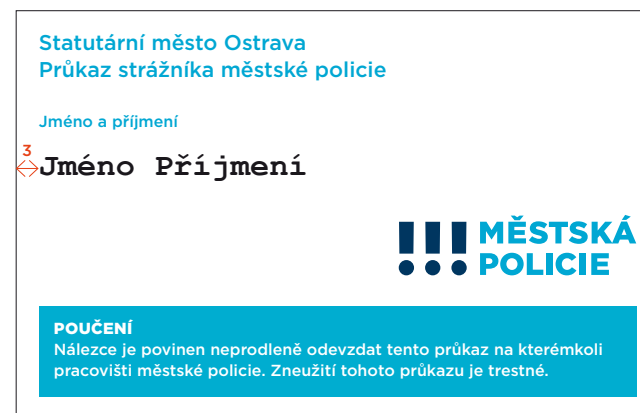 Statutární město Ostrava
Průkaz strážníka městské policie
Jméno a příjmení
3
Jméno Příjmení
!!! MĚSTSKÁ
POLICIE
POUČENÍ
Nálezce je povinen neprodleně odevzdat tento průkaz na kterémkoli
pracovišti městské policie. Zneužití tohoto průkazu je trestné.